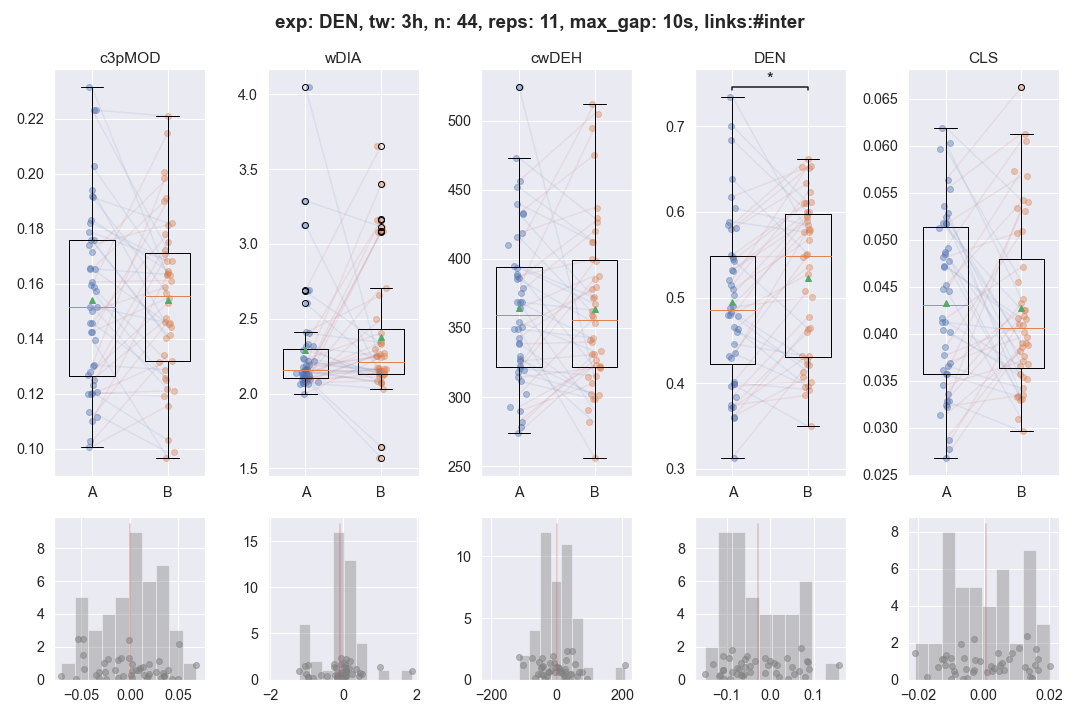 exp: DEN, tw: 3h, n: 44, reps: 11, max_gap: 10s, links:#inter
c3pMOD wDIA cwDEH DEN CLS
*
0.22 0.20 0.18 0.16 0.14 0.12 0.10
A B
4.0 3.5 3.0 2.5 2.0 1.5
A B
500 450 400 350 300 250
A B
0.7 0.6 0.5 0.4 0.3
A B
0.065 0.060 0.055 0.050 0.045 0.040 0.035 0.030 0.025
A B
8 6 4 2 0
−0.05 0.00 0.05
15 10 5 0
−2 0 2
10 5 0
−200 0 200
8 6 4 2 0
−0.1 0.0 0.1
8 6 4 2 0
−0.02 0.00 0.02